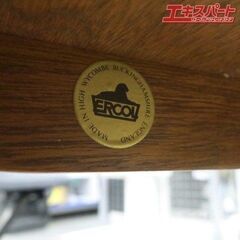 エキスパート
MADE IN HIGH WYCOMBE BUCKINGHAMSHIRE ENGLAND
ERCOL